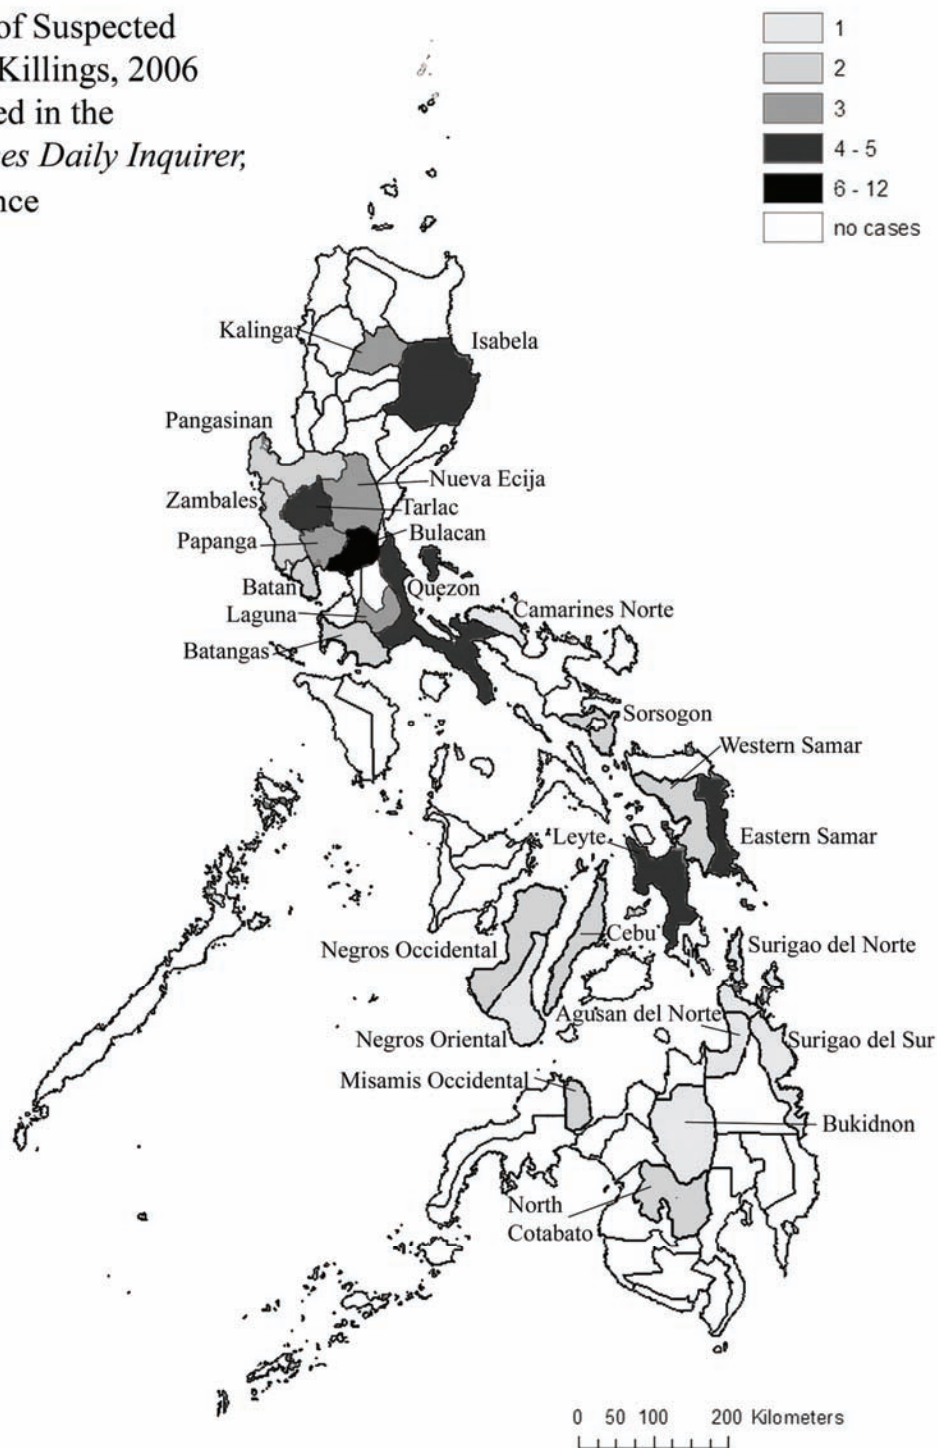 of Suspected
Killings, 2006
ed in the
es Daily Inquirer,
nce
1
2
3
4 - 5
6 - 12
no cases
Kalinga
Isabela
Pangasinan
Nueva Ecija
Zambales
Tarlac
Bulacan
Papanga
Batan
Quezon
Laguna
Camarines Norte
Batangas
Sorsogon
Western Samar
Leyte
Eastern Samar
Negros Occidental
Cebu
Surigao del Norte
Agusan del Norte
Negros Oriental
Surigao del Sur
Misamis Occidental
Bukidnon
North
Cotabato
0 50 100 200 Kilometers